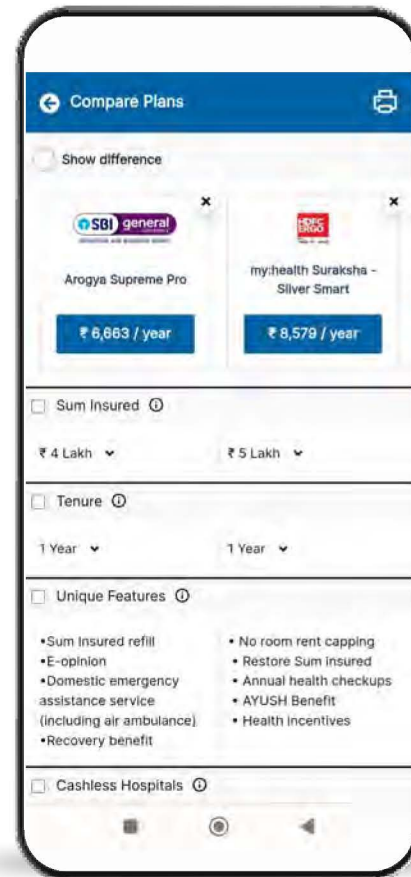 Compare Plans
Show difference
SBI general
Arogya Supreme Pro
₹ 6,663 / year
HDFC
ERGO
my:health Suraksha -
Silver Smart
₹ 8,579 / year
Sum Insured
₹ 4 Lakh
₹ 5 Lakh
Tenure
1 Year
1 Year
Unique Features
•Sum Insured refill
•E-opinion
•Domestic emergency
assistance service
(including air ambulance)
•Recovery benefit
• No room rent capping
• Restore Sum insured
• Annual health checkups
• AYUSH Benefit
• Health incentives
Cashless Hospitals